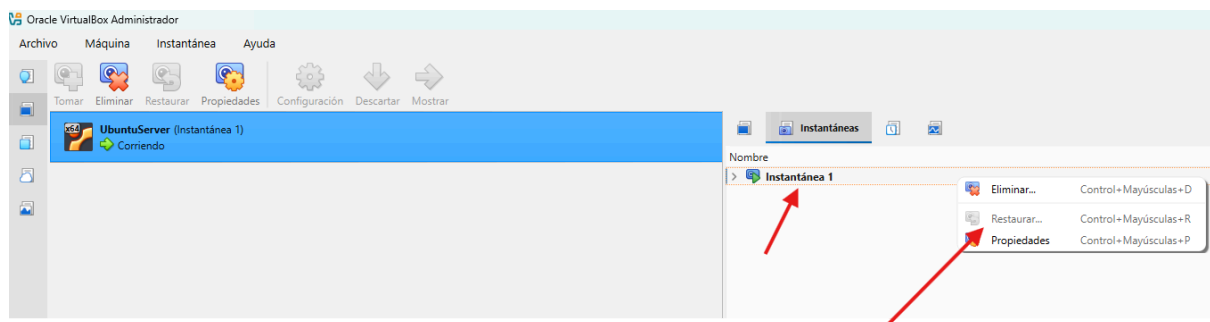 Oracle VirtualBox Administrador
Archivo Máquina Instantánea Ayuda
Tomar Eliminar Restaurar Propiedades Configuración Descartar Mostrar
x64 UbuntuServer (Instantánea 1)
Corriendo
Instantáneas
Nombre
Instantánea 1
Eliminar... Control+Mayúsculas+D
Restaurar... Control+Mayúsculas+R
Propiedades Control+Mayúsculas+P